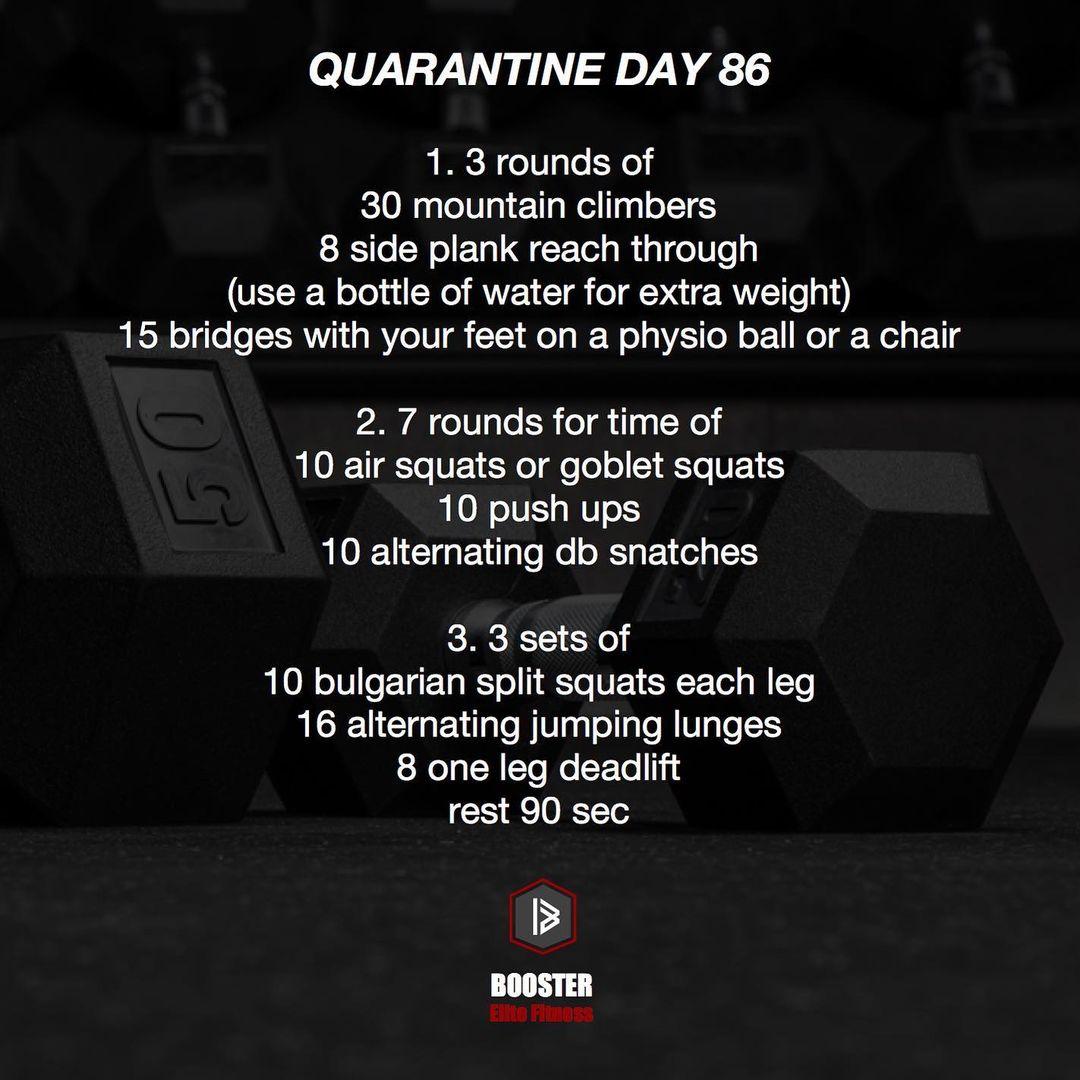 QUARANTINE DAY 86
1. 3 rounds of
30 mountain climbers
8 side plank reach through
(use a bottle of water for extra weight)
15 bridges with your feet on a physio ball or a chair
2. 7 rounds for time of
10 air squats or goblet squats
10 push ups
10 alternating db snatches
3. 3 sets of
10 bulgarian split squats each leg
16 alternating jumping lunges
8 one leg deadlift
rest 90 sec
50
BOOSTER
Elite Fitness